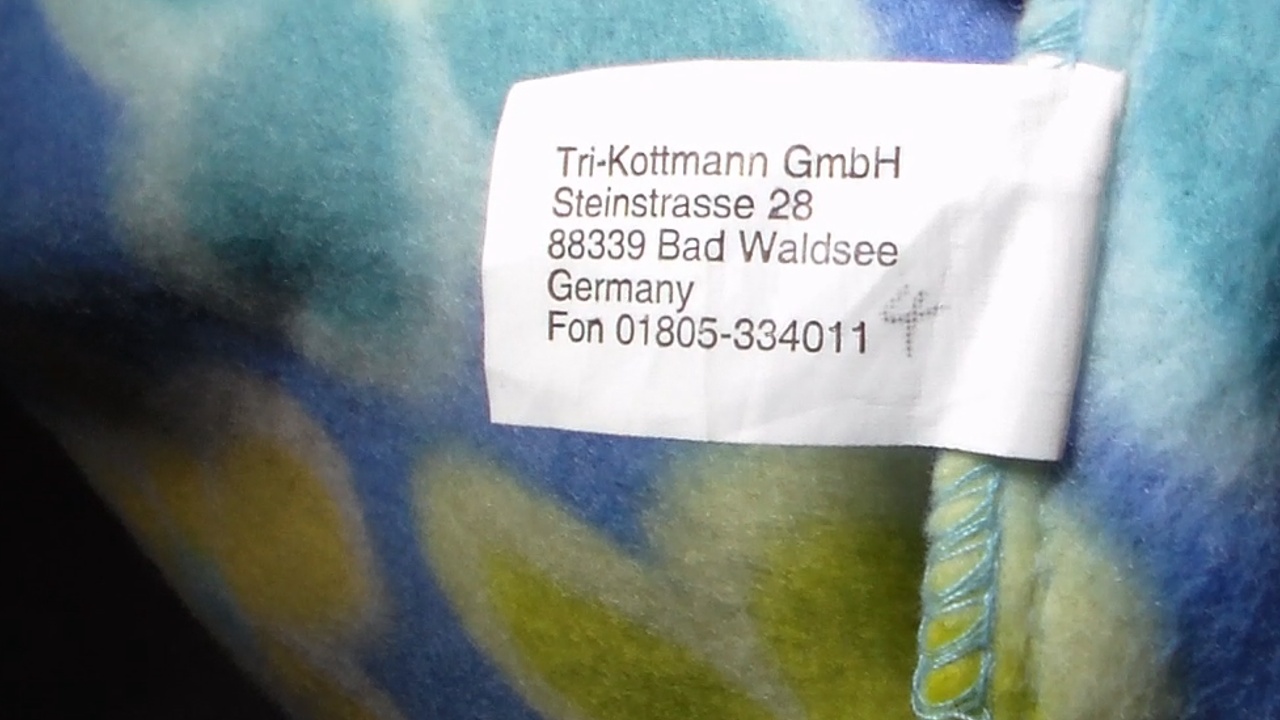 Tri-Kottmann GmbH
Steinstrasse 28
88339 Bad Waldsee
Germany
Fon 01805-334011
4